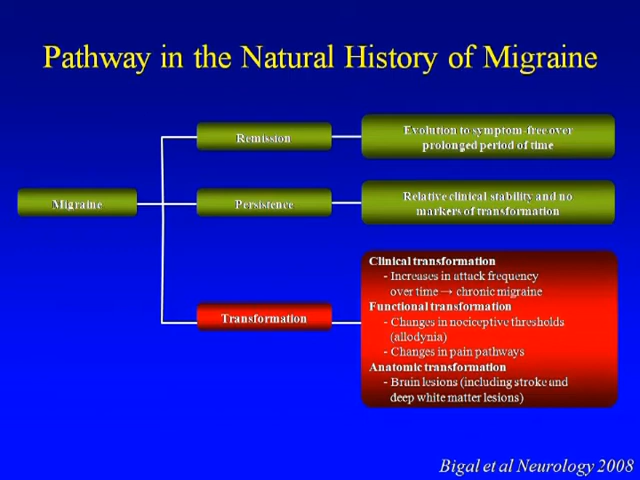 Pathway in the Natural History of Migraine
Remission
Evolution to symptom-free over
prolonged period of time
Migraine
Persistence
Relative clinical stability and no
markers of transformation
Transformation
Clinical transformation
- Increases in attack frequency
over time → chronic migraine
Functional transformation
- Changes in nociceptive thresholds
(allodynia)
- Changes in pain pathways
Anatomic transformation
- Brain lesions (including stroke and
deep white matter lesions)
Bigal et al Neurology 2008